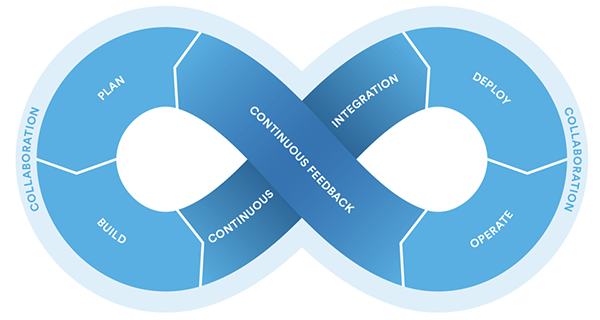 COLLABORATION
PLAN
BUILD
CONTINUOUS
INTEGRATION
CONTINUOUS FEEDBACK
DEPLOY
OPERATE
COLLABORATION